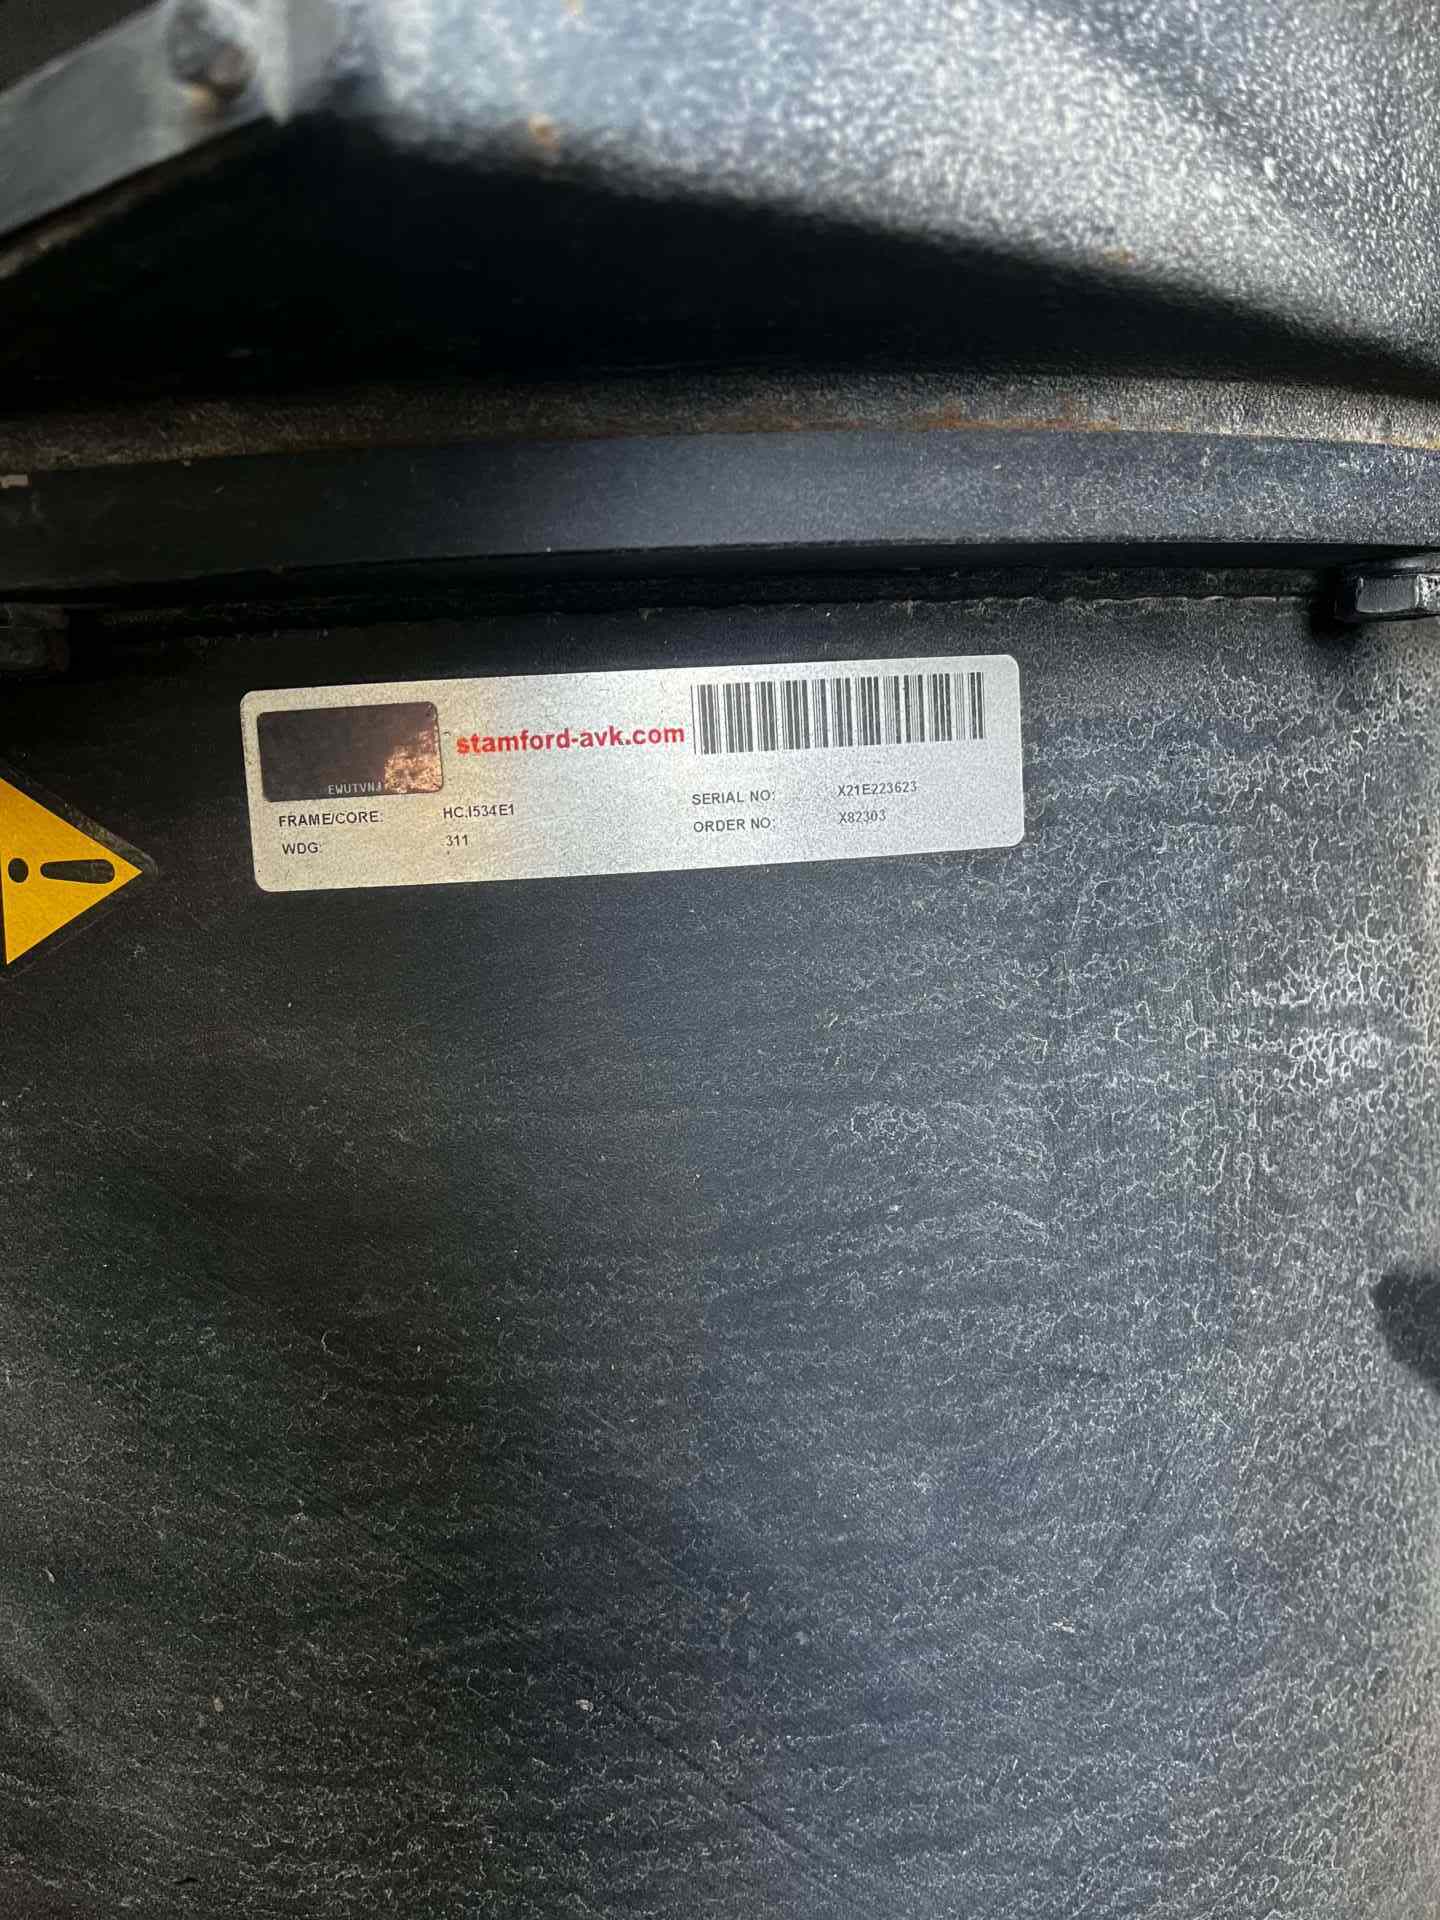 stamford-avk.com
EWUTVNJ
FRAME/CORE: HC.I534E1
WDG: 311
SERIAL NO: X21E223623
ORDER NO: X82303